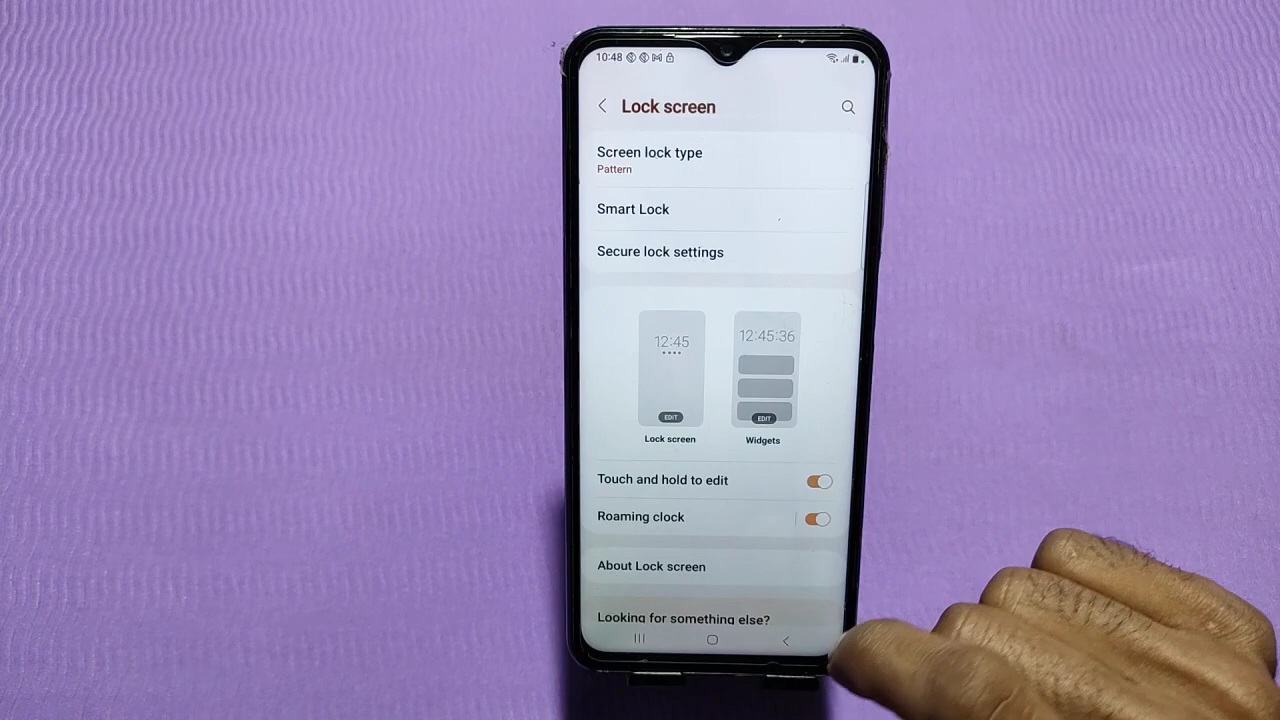 10:48
Lock screen
Screen lock type
Pattern
Smart Lock
Secure lock settings
12:45
EDIT
Lock screen
12:45:36
EDIT
Widgets
Touch and hold to edit
Roaming clock
About Lock screen
Looking for something else?